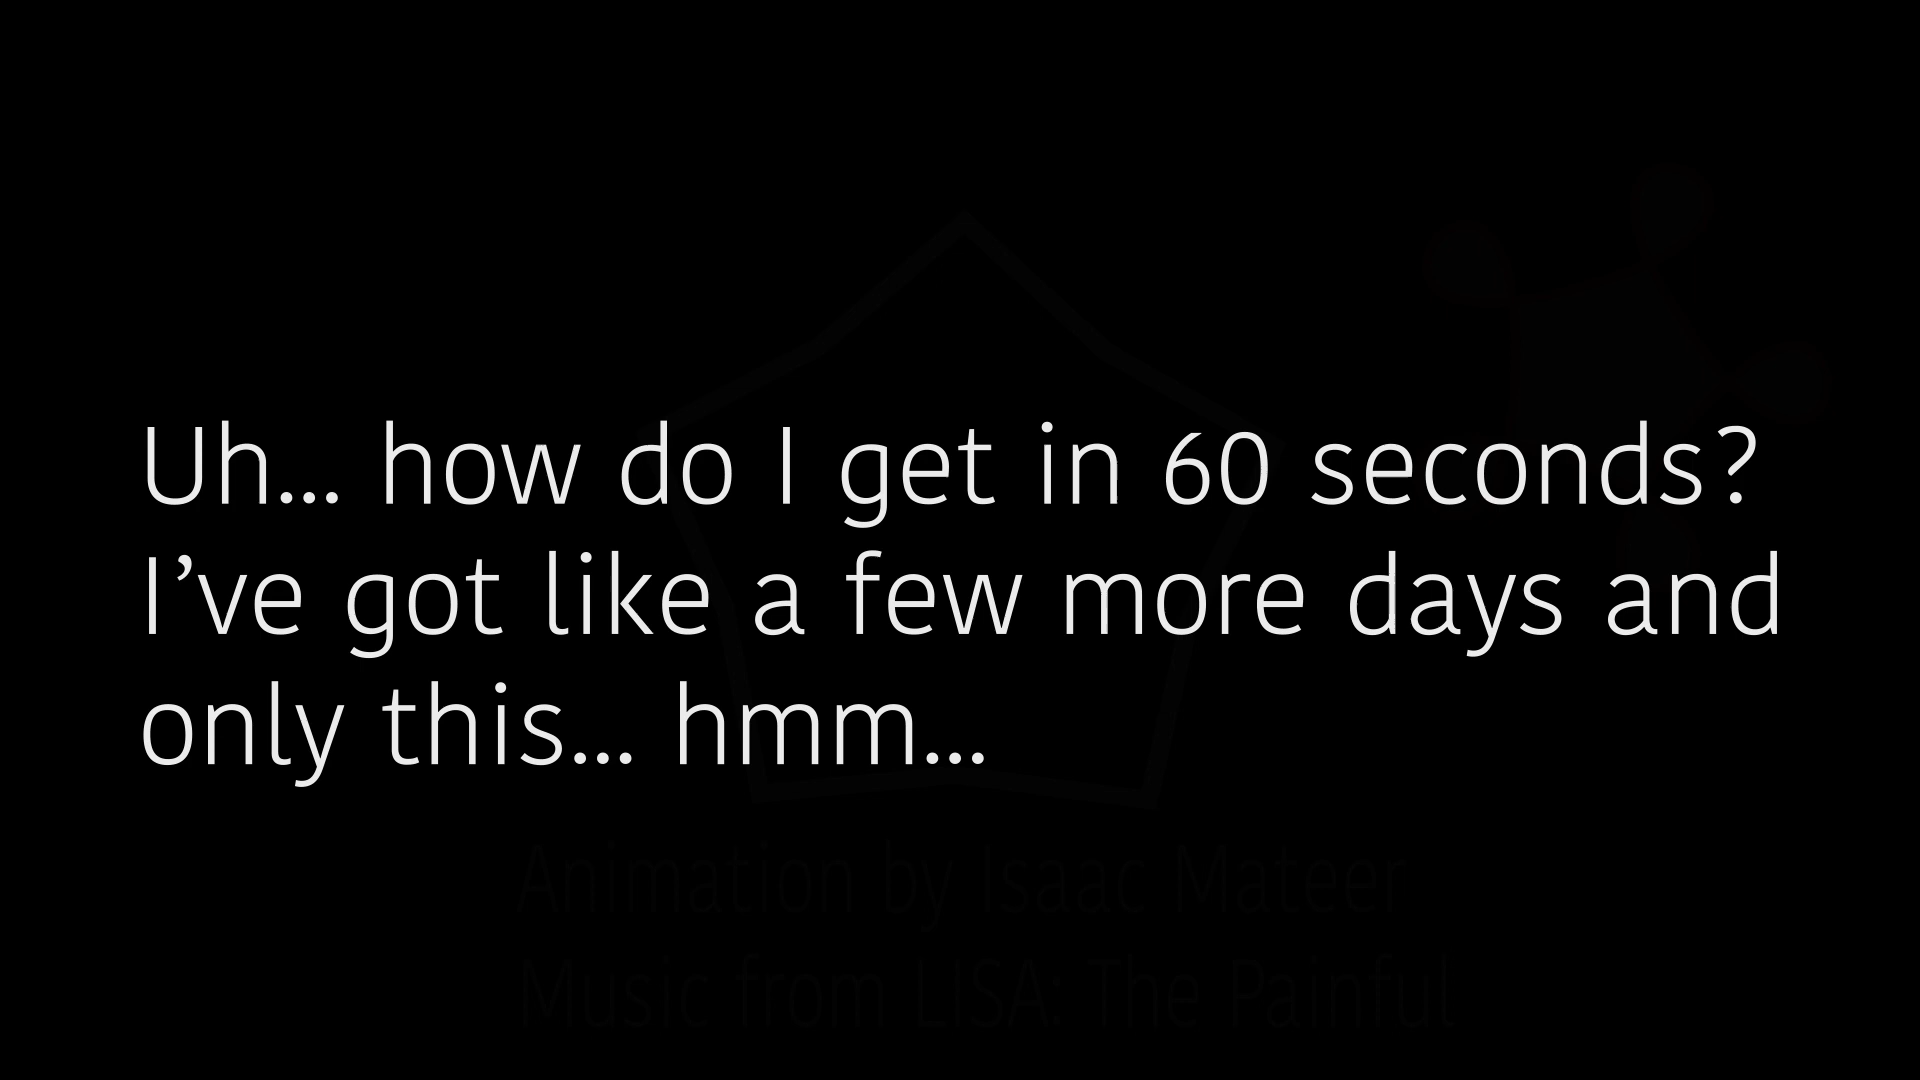 Uh... how do I get in 60 seconds?
I’ve got like a few more days and
only this... hmm...
Animation by Isaac Mateer
Music from LISA: The Painful